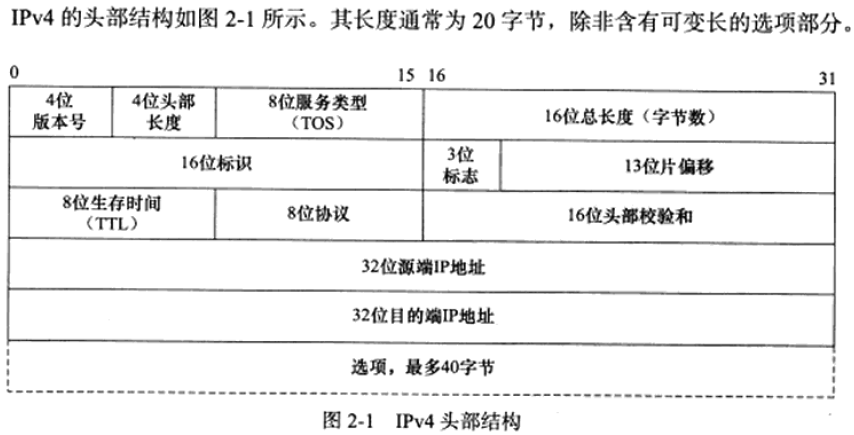 IPv4 的头部结构如图 2-1 所示。其长度通常为 20 字节，除非含有可变长的选项部分。
0 15 16 31
4位版本号 4位头部长度 8位服务类型（TOS） 16位总长度（字节数）
16位标识 3位标志 13位片偏移
8位生存时间（TTL） 8位协议 16位头部校验和
32位源端IP地址
32位目的端IP地址
选项，最多40字节
图 2-1 IPv4 头部结构